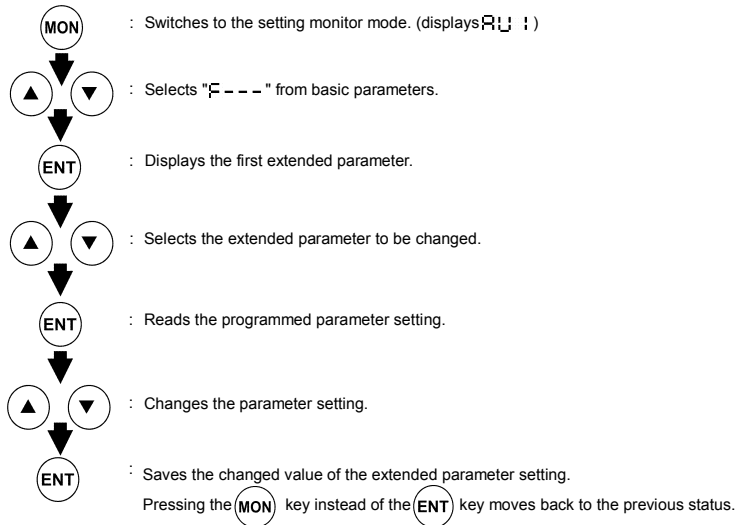 MON : Switches to the setting monitor mode. (displays AU 1)
▲ ▼ : Selects "F - - - " from basic parameters.
ENT : Displays the first extended parameter.
▲ ▼ : Selects the extended parameter to be changed.
ENT : Reads the programmed parameter setting.
▲ ▼ : Changes the parameter setting.
ENT : Saves the changed value of the extended parameter setting.
Pressing the MON key instead of the ENT key moves back to the previous status.